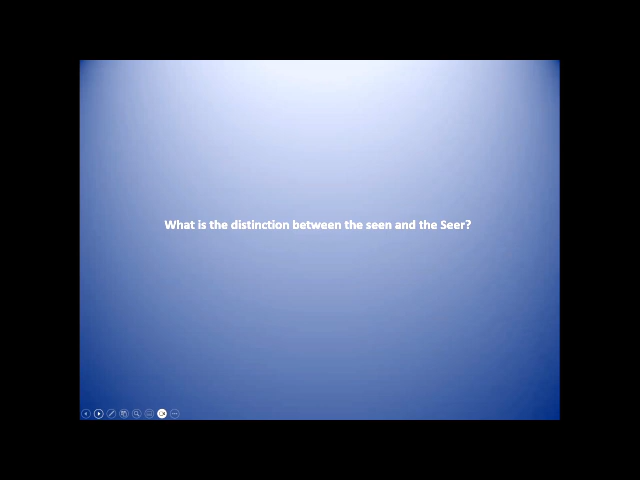 What is the distinction between the seen and the Seer?